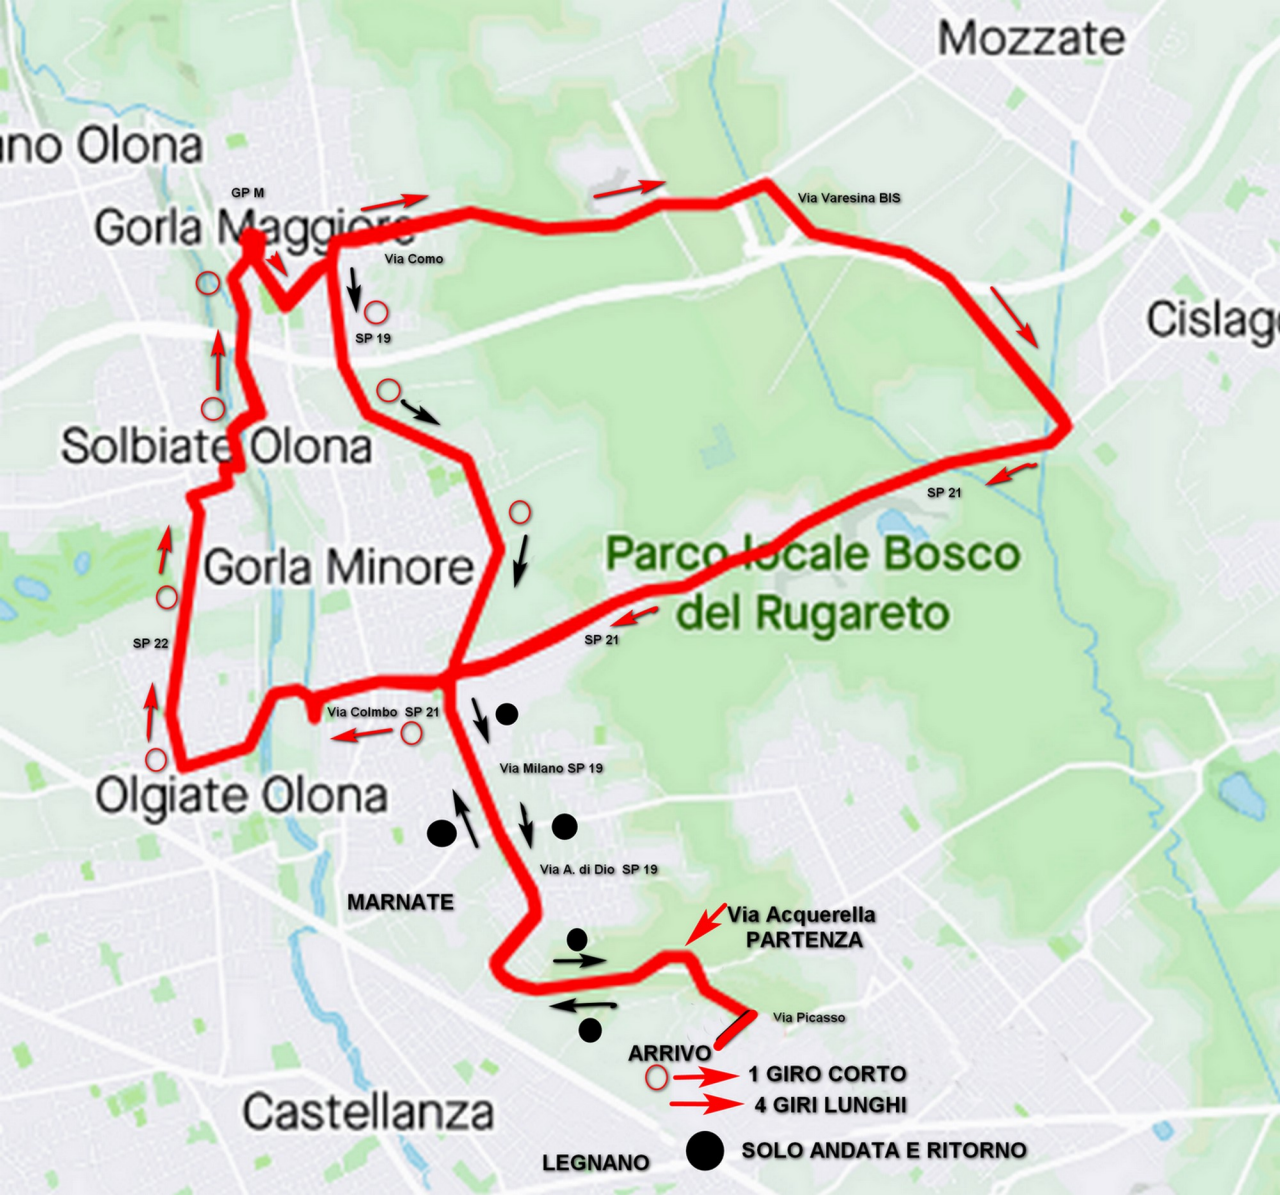 Mozzate
ano Olona
GP M
Gorla Maggiore
Via Varesina BIS
Via Como
Cislag
SP 19
Solbiate Olona
SP 21
Parco locale Bosco
del Rugareto
Gorla Minore
SP 21
SP 22
Via Colmbo SP 21
Via Milano SP 19
Olgiate Olona
Via A. di Dio SP 19
MARNATE
Via Acquerella
PARTENZA
Via Picasso
ARRIVO
1 GIRO CORTO
4 GIRI LUNGHI
Castellanza
SOLO ANDATA E RITORNO
LEGNANO